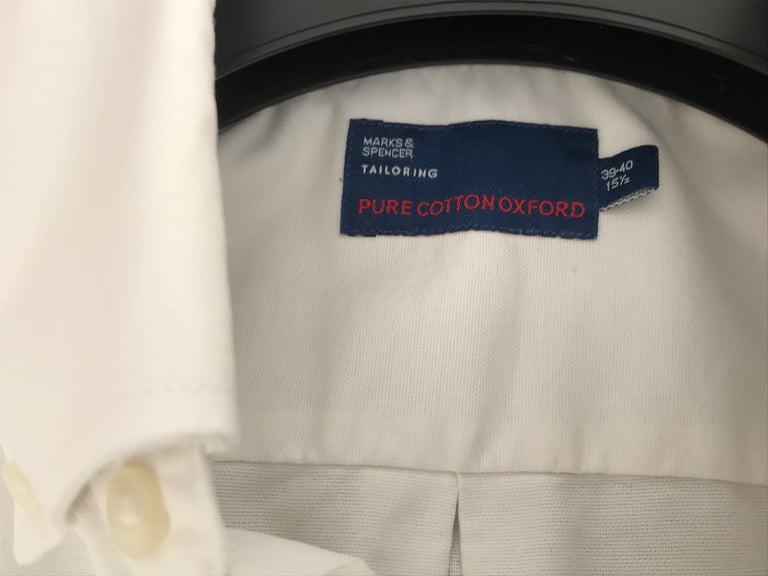 MARKS &
SPENCER
TAILORING
PURE COTTON OXFORD
39-40
15½